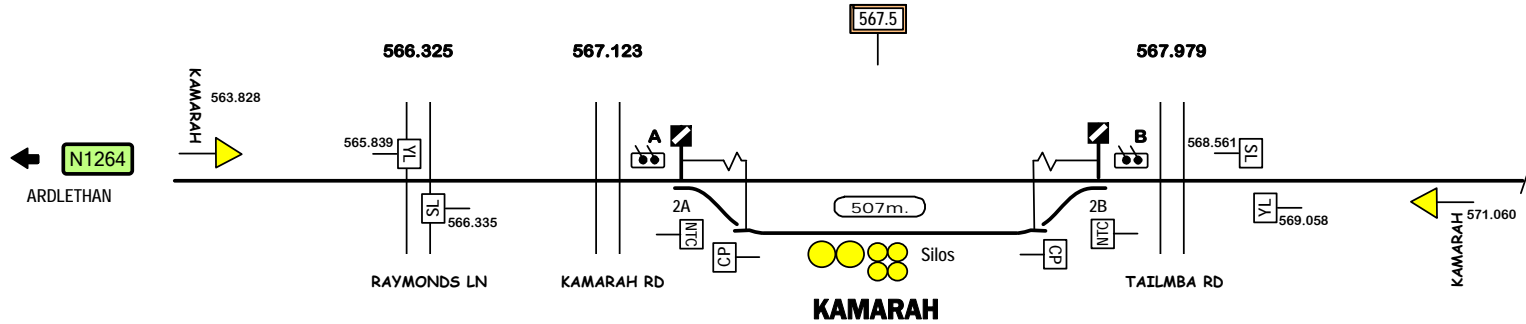 567.5
566.325
567.123
567.979
KAMARAH
563.828
N1264
ARDLETHAN
565.839
YL
SL
566.335
RAYMONDS LN
KAMARAH RD
A
2A
NTC
CP
507m.
Silos
KAMARAH
CP
2B
NTC
B
TAILMBA RD
568.561
SL
YL
569.058
571.060
KAMARAH